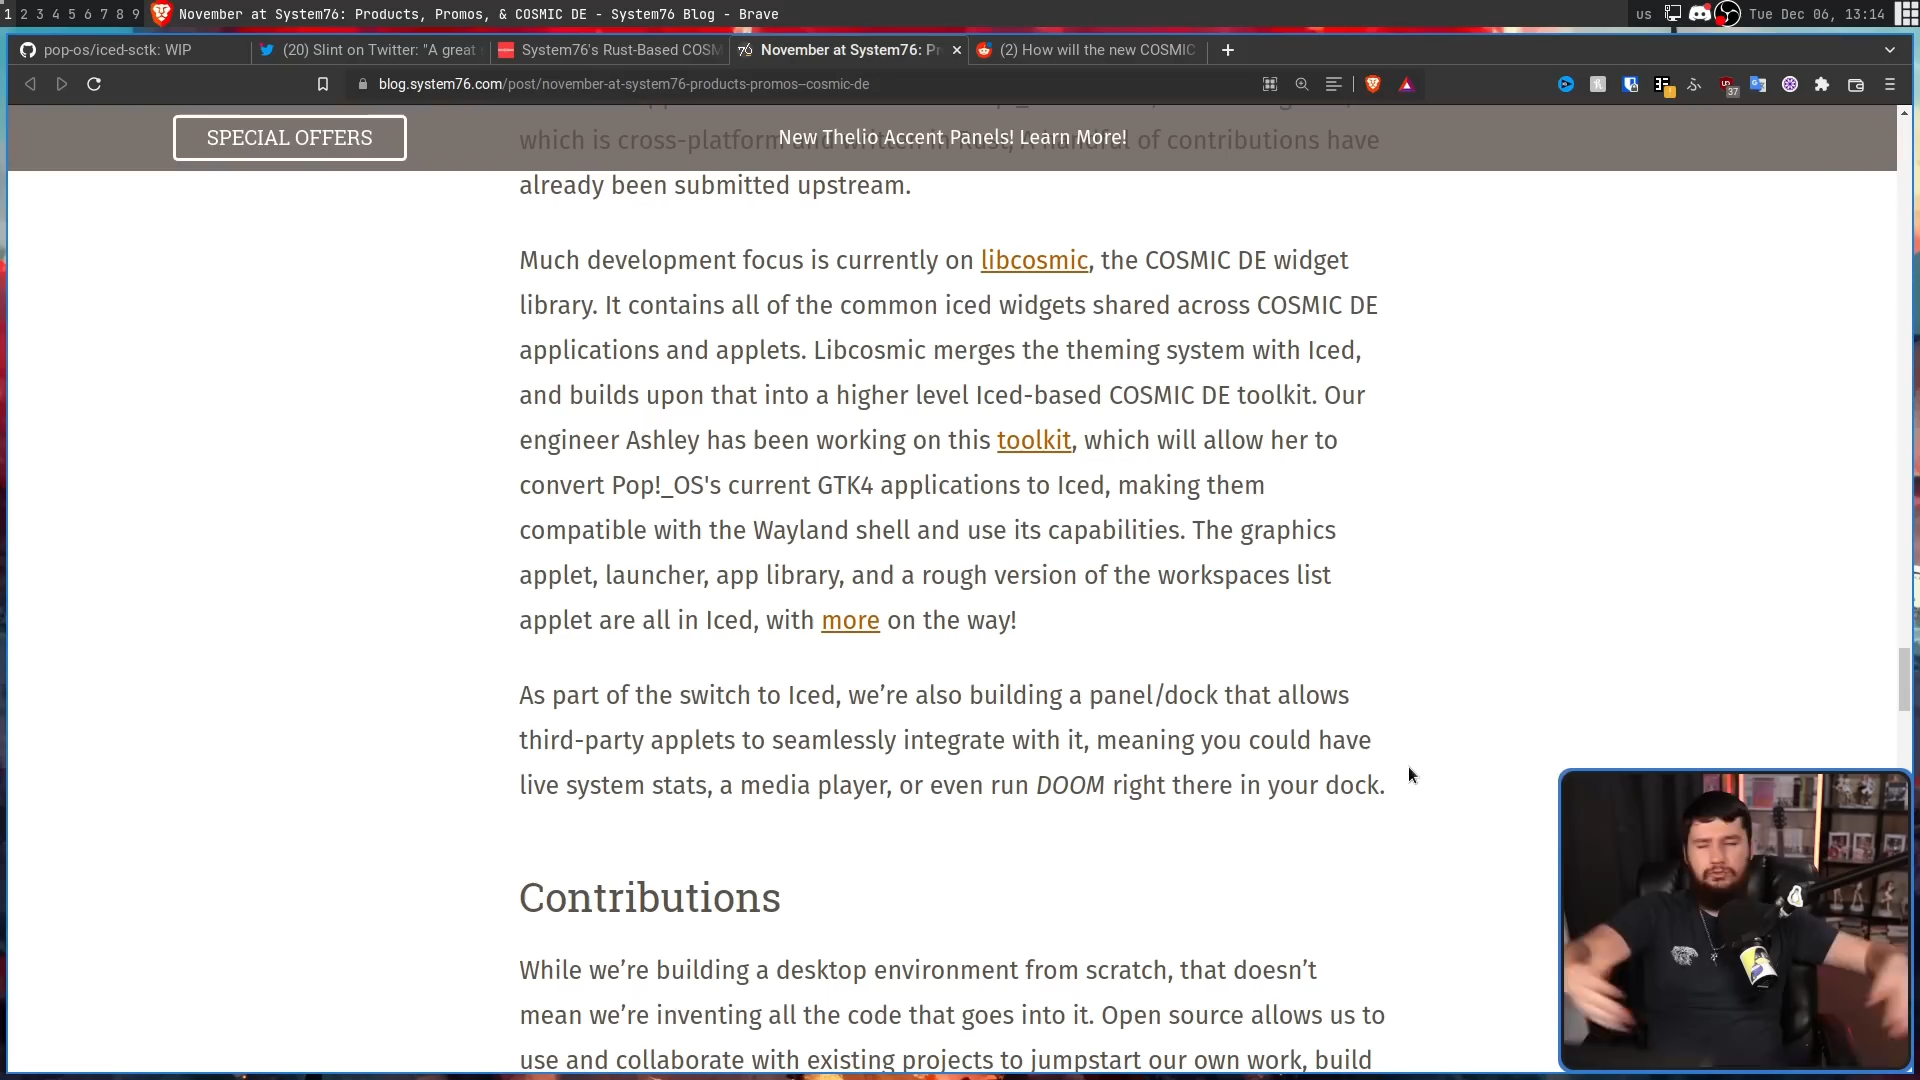 1 2 3 4 5 6 7 8 9 November at System76: Products, Promos, & COSMIC DE - System76 Blog - Brave us Tue Dec 06, 13:14
pop-os/iced-sctk: WIP (20) Slint on Twitter: "A great System76's Rust-Based COSM November at System76: Pr (2) How will the new COSMIC
blog.system76.com/post/november-at-system76-products-promos--cosmic-de 37
SPECIAL OFFERS
New Thelio Accent Panels! Learn More!
which is cross-platform and written in Rust, A handful of contributions have
already been submitted upstream.
Much development focus is currently on libcosmic, the COSMIC DE widget
library. It contains all of the common iced widgets shared across COSMIC DE
applications and applets. Libcosmic merges the theming system with Iced,
and builds upon that into a higher level Iced-based COSMIC DE toolkit. Our
engineer Ashley has been working on this toolkit, which will allow her to
convert Pop!_OS's current GTK4 applications to Iced, making them
compatible with the Wayland shell and use its capabilities. The graphics
applet, launcher, app library, and a rough version of the workspaces list
applet are all in Iced, with more on the way!
As part of the switch to Iced, we’re also building a panel/dock that allows
third-party applets to seamlessly integrate with it, meaning you could have
live system stats, a media player, or even run DOOM right there in your dock.
Contributions
While we’re building a desktop environment from scratch, that doesn’t
mean we’re inventing all the code that goes into it. Open source allows us to
use and collaborate with existing projects to jumpstart our own work, build